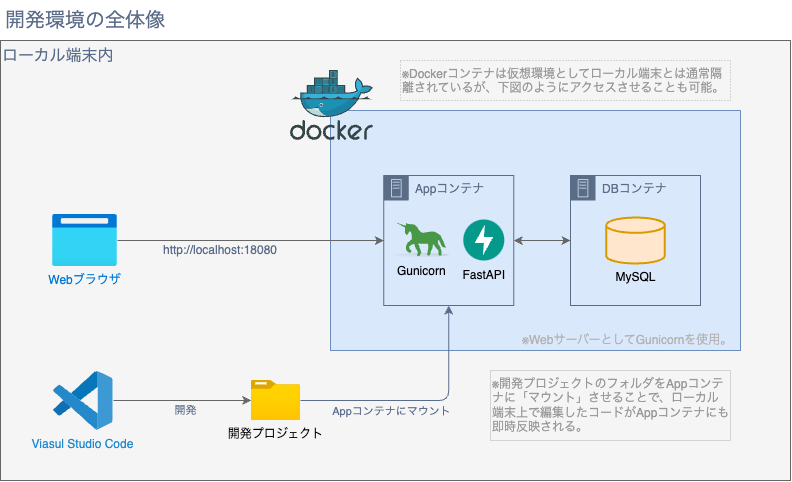 開発環境の全体像
ローカル端末内
※Dockerコンテナは仮想環境としてローカル端末とは通常隔
離されているが、下図のようにアクセスさせることも可能。
docker
Appコンテナ
DBコンテナ
http://localhost:18080
Webブラウザ
Gunicorn
FastAPI
MySQL
※WebサーバーとしてGunicornを使用。
※開発プロジェクトのフォルダをAppコンテ
ナに「マウント」させることで、ローカル
端末上で編集したコードがAppコンテナにも
即時反映される。
開発
Appコンテナにマウント
開発プロジェクト
Viasul Studio Code